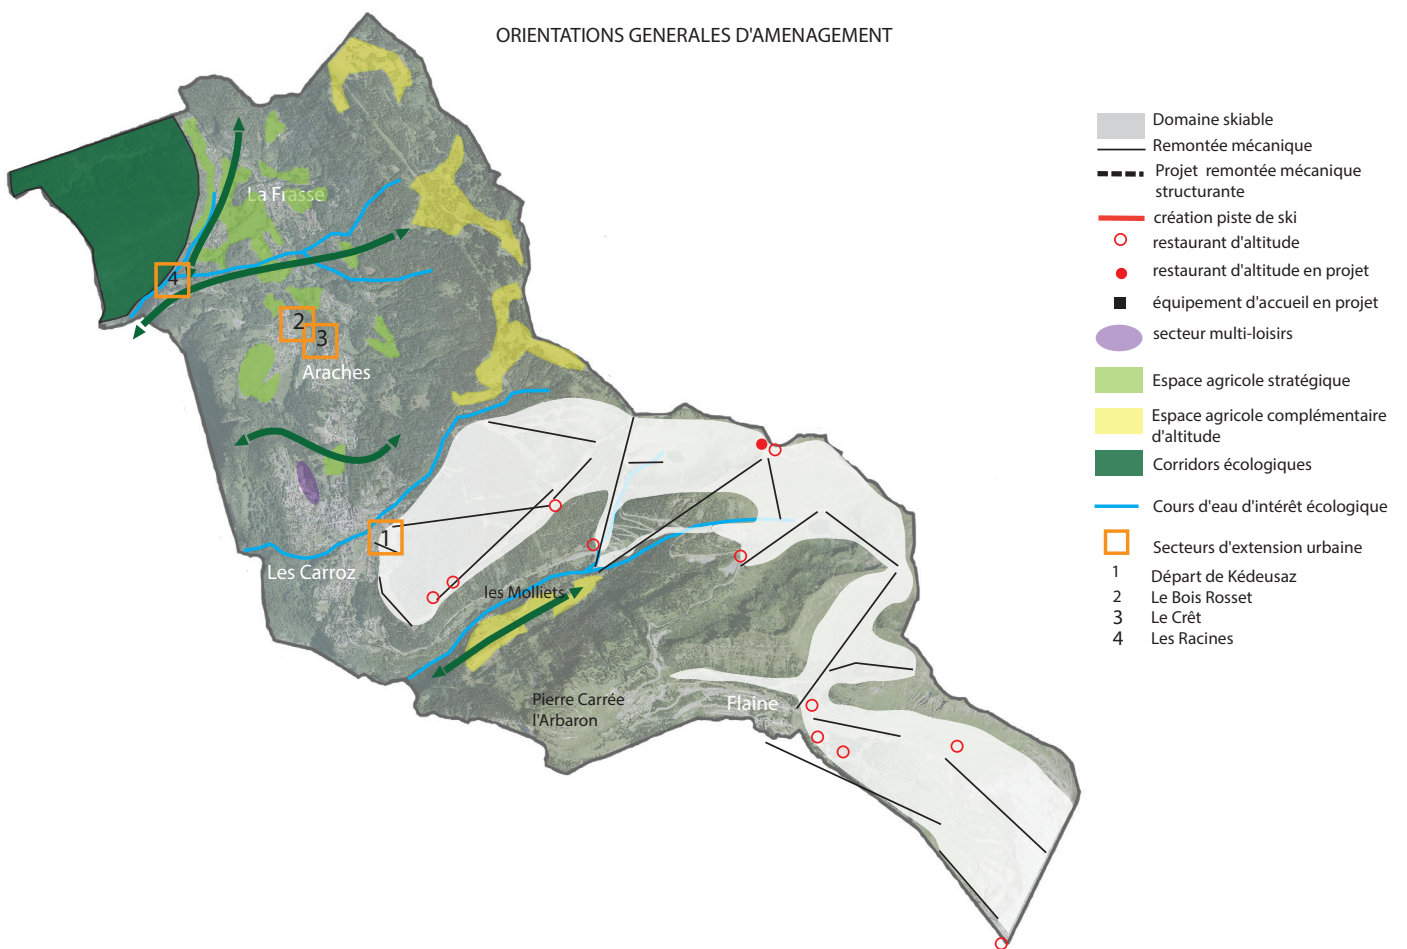 ORIENTATIONS GENERALES D'AMENAGEMENT
La Frasse
4
2
3
Araches
1
Les Carroz
les Molliets
Pierre Carrée
l'Arbaron
Flaine
Domaine skiable
Remontée mécanique
Projet remontée mécanique
structurante
création piste de ski
restaurant d'altitude
restaurant d'altitude en projet
équipement d'accueil en projet
secteur multi-loisirs
Espace agricole stratégique
Espace agricole complémentaire
d'altitude
Corridors écologiques
Cours d'eau d'intérêt écologique
Secteurs d'extension urbaine
1 Départ de Kédeusaz
2 Le Bois Rosset
3 Le Crêt
4 Les Racines